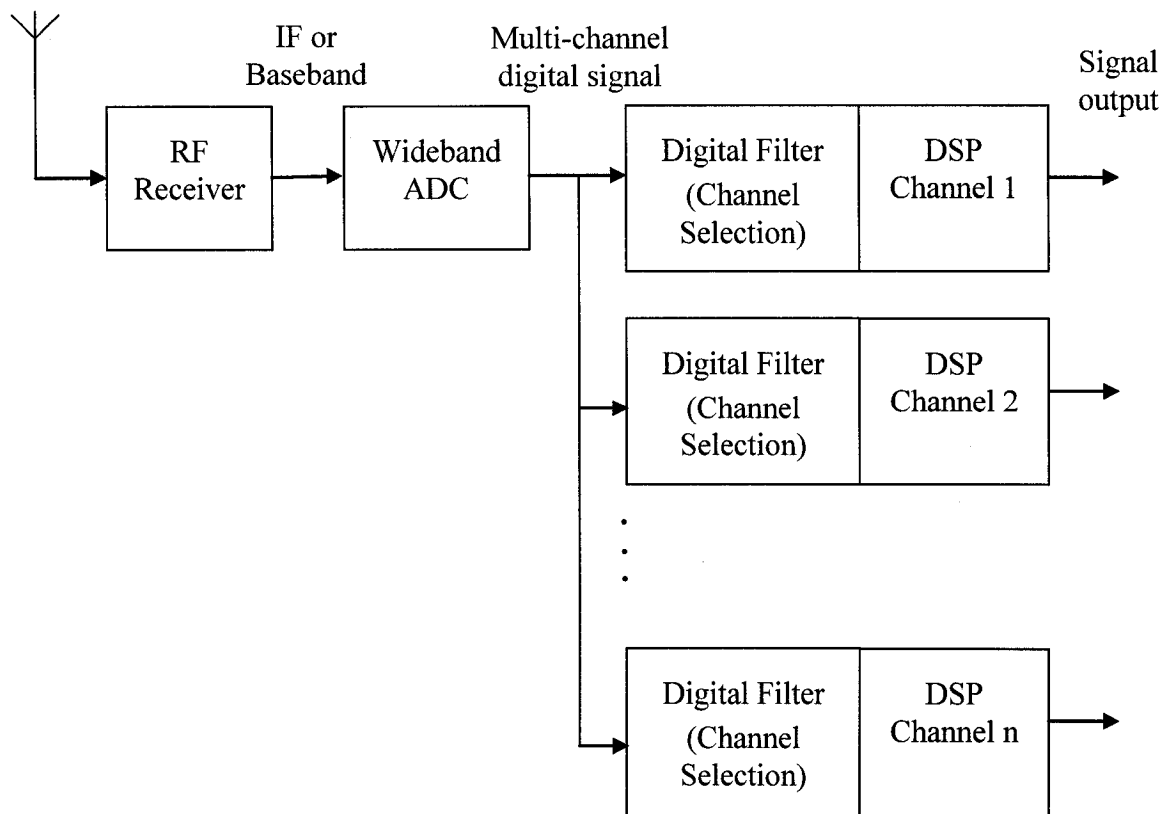 IF or
Baseband
Multi-channel
digital signal
Signal
output
RF
Receiver
Wideband
ADC
Digital Filter
(Channel
Selection)
DSP
Channel 1
Digital Filter
(Channel
Selection)
DSP
Channel 2
Digital Filter
(Channel
Selection)
DSP
Channel n